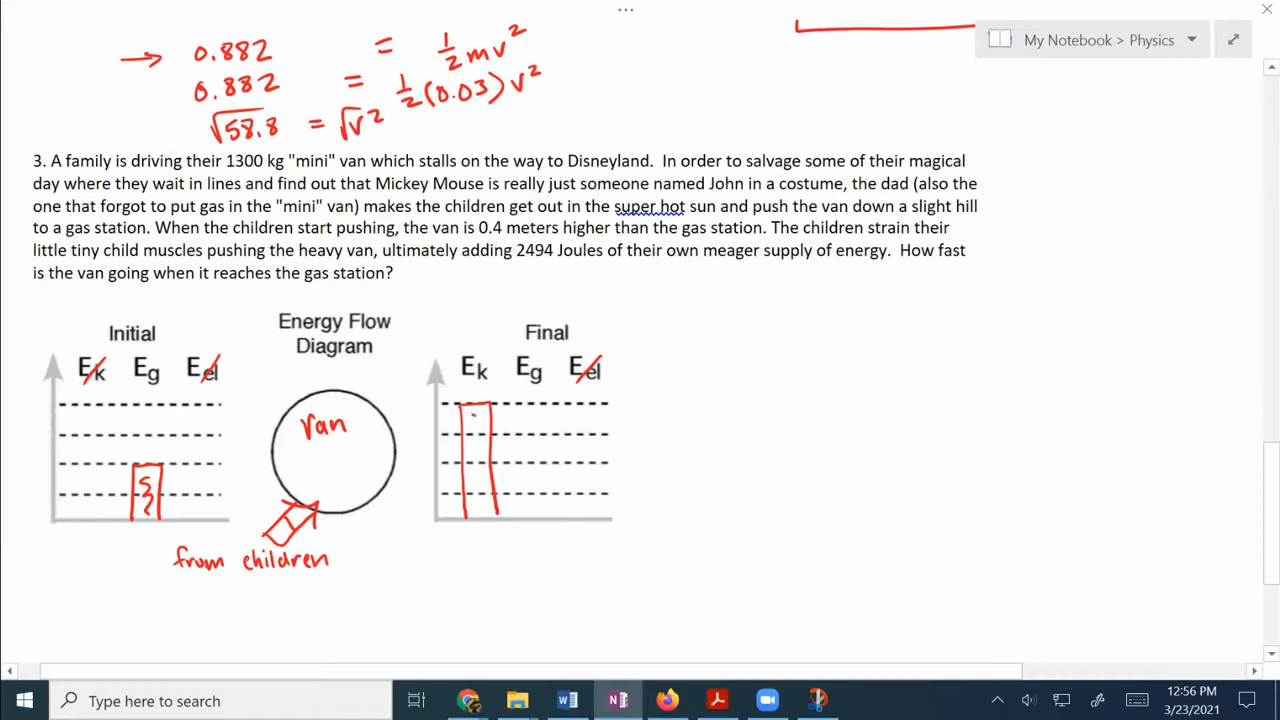 My Notebook > Physics
→ 0.882 = ½mv²
0.882 = ½(0.03)v²
√58.8 = √v²
3. A family is driving their 1300 kg "mini" van which stalls on the way to Disneyland. In order to salvage some of their magical
day where they wait in lines and find out that Mickey Mouse is really just someone named John in a costume, the dad (also the
one that forgot to put gas in the "mini" van) makes the children get out in the super hot sun and push the van down a slight hill
to a gas station. When the children start pushing, the van is 0.4 meters higher than the gas station. The children strain their
little tiny child muscles pushing the heavy van, ultimately adding 2494 Joules of their own meager supply of energy. How fast
is the van going when it reaches the gas station?
Initial
Ek Eg Eel
Energy Flow
Diagram
van
from children
Final
Ek Eg Eel
Type here to search
12:56 PM
3/23/2021